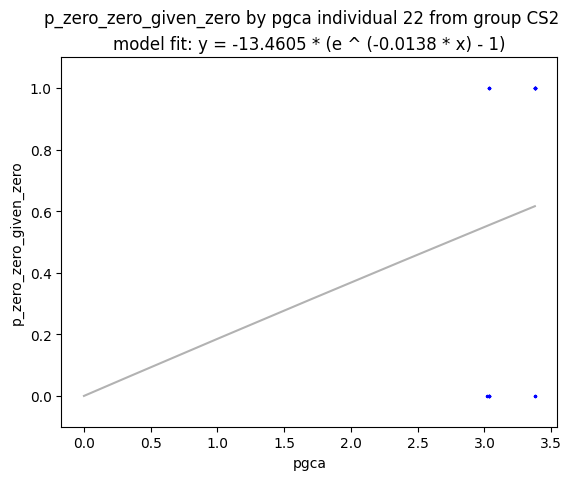 p_zero_zero_given_zero by pgca individual 22 from group CS2
model fit: y = -13.4605 * (e ^ (-0.0138 * x) - 1)
1.0
0.8
0.6
0.4
0.2
0.0
p_zero_zero_given_zero
0.0 0.5 1.0 1.5 2.0 2.5 3.0 3.5
pgca